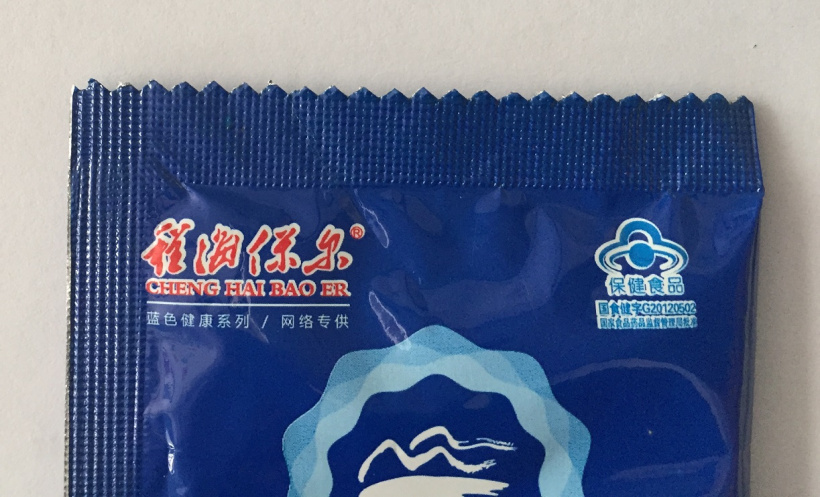 程海保尔®
CHENG HAI BAO ER
蓝色健康系列 / 网络专供
保健食品
国食健字G20120502
国家食品药品监督管理局批准